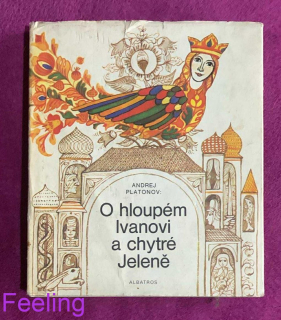 ANDREJ
PLATONOV:
O hloupém
Ivanovi
a chytré
Jeleně
ALBATROS
Feeling